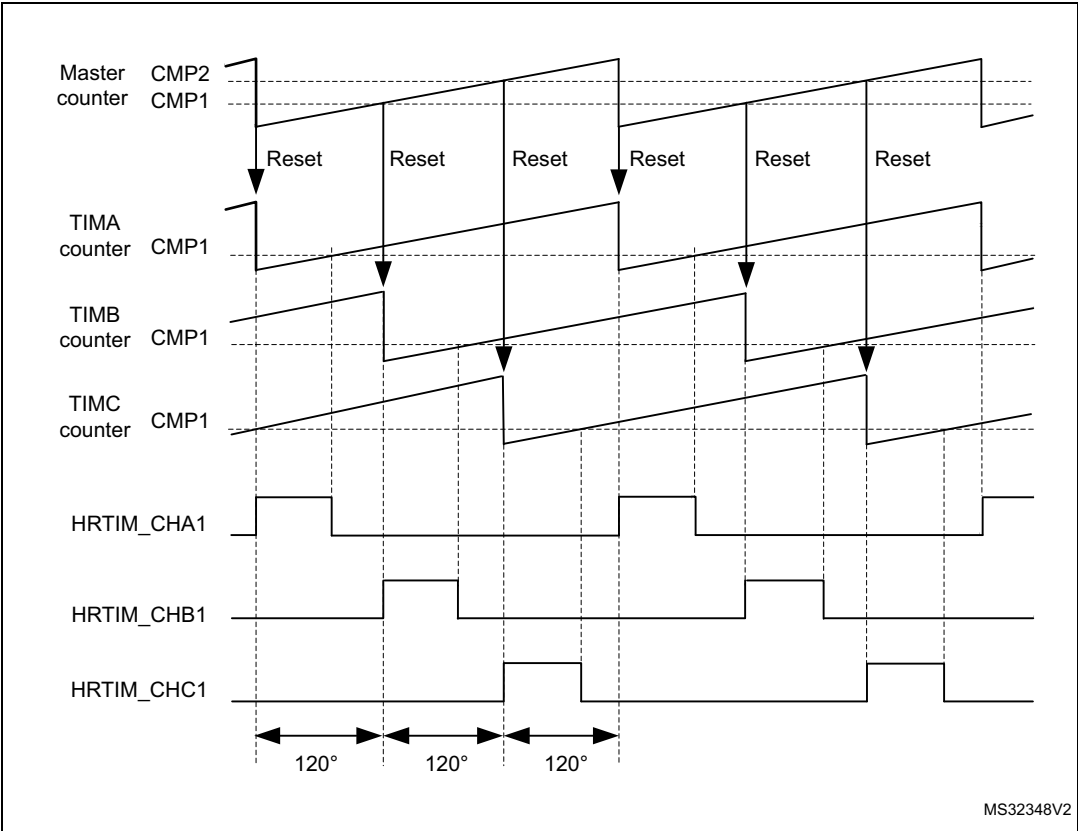 Master counter CMP2
CMP1
Reset Reset Reset Reset Reset Reset
TIMA counter CMP1
TIMB counter CMP1
TIMC counter CMP1
HRTIM_CHA1
HRTIM_CHB1
HRTIM_CHC1
120° 120° 120°
MS32348V2